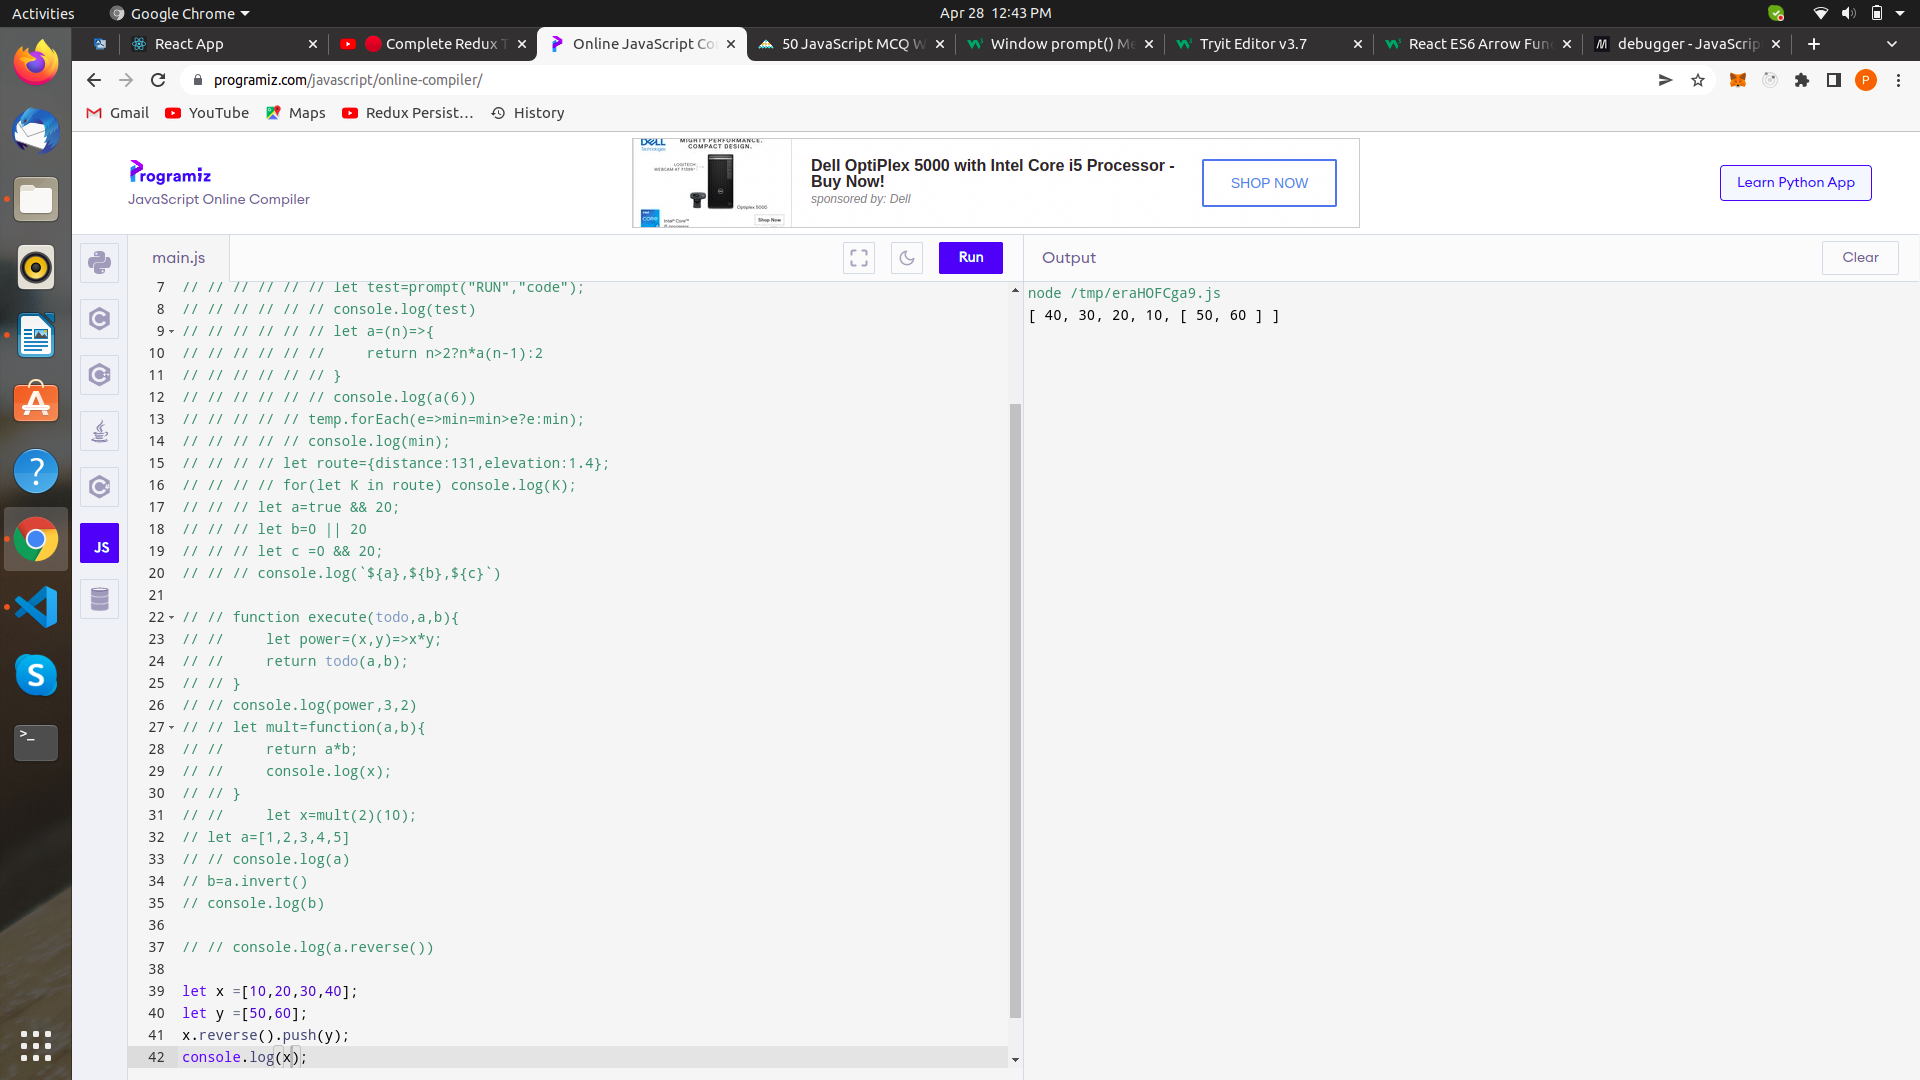 Activities
Google Chrome
Apr 28 12:43 PM
React App
Complete Redux T
Online JavaScript Co
50 JavaScript MCQ W
Window prompt() Me
Tryit Editor v3.7
React ES6 Arrow Fun
debugger - JavaScrip
programiz.com/javascript/online-compiler/
P
Gmail
YouTube
Maps
Redux Persist…
History
Programiz
JavaScript Online Compiler
DELL
Technologies
MIGHTY PERFORMANCE.
COMPACT DESIGN.
Optiplex 5000
Shop Now
Dell OptiPlex 5000 with Intel Core i5 Processor -
Buy Now!
sponsored by: Dell
SHOP NOW
Learn Python App
main.js
Run
Output
Clear
JS
7 // // // // // // let test=prompt("RUN","code");
8 // // // // // // console.log(test)
9 // // // // // // let a=(n)=>{
10 // // // // // //     return n>2?n*a(n-1):2
11 // // // // // // }
12 // // // // // // console.log(a(6))
13 // // // // // temp.forEach(e=>min=min>e?e:min);
14 // // // // // console.log(min);
15 // // // // let route={distance:131,elevation:1.4};
16 // // // // for(let K in route) console.log(K);
17 // // // let a=true && 20;
18 // // // let b=0 || 20
19 // // // let c =0 && 20;
20 // // // console.log(`${a},${b},${c}`)
21
22 // // function execute(todo,a,b){
23 // //     let power=(x,y)=>x*y;
24 // //     return todo(a,b);
25 // // }
26 // // console.log(power,3,2)
27 // // let mult=function(a,b){
28 // //     return a*b;
29 // //     console.log(x);
30 // // }
31 // //     let x=mult(2)(10);
32 // let a=[1,2,3,4,5]
33 // // console.log(a)
34 // b=a.invert()
35 // console.log(b)
36
37 // // console.log(a.reverse())
38
39 let x =[10,20,30,40];
40 let y =[50,60];
41 x.reverse().push(y);
42 console.log(x);
node /tmp/eraHOFCga9.js
[ 40, 30, 20, 10, [ 50, 60 ] ]